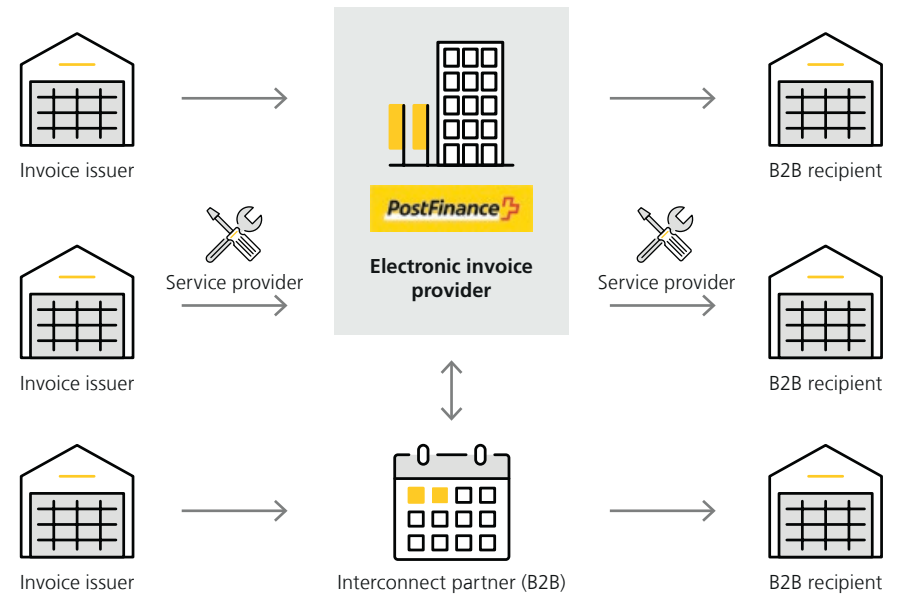 Invoice issuer
B2B recipient
PostFinance
Electronic invoice
provider
Service provider
Service provider
Invoice issuer
B2B recipient
Invoice issuer
Interconnect partner (B2B)
B2B recipient